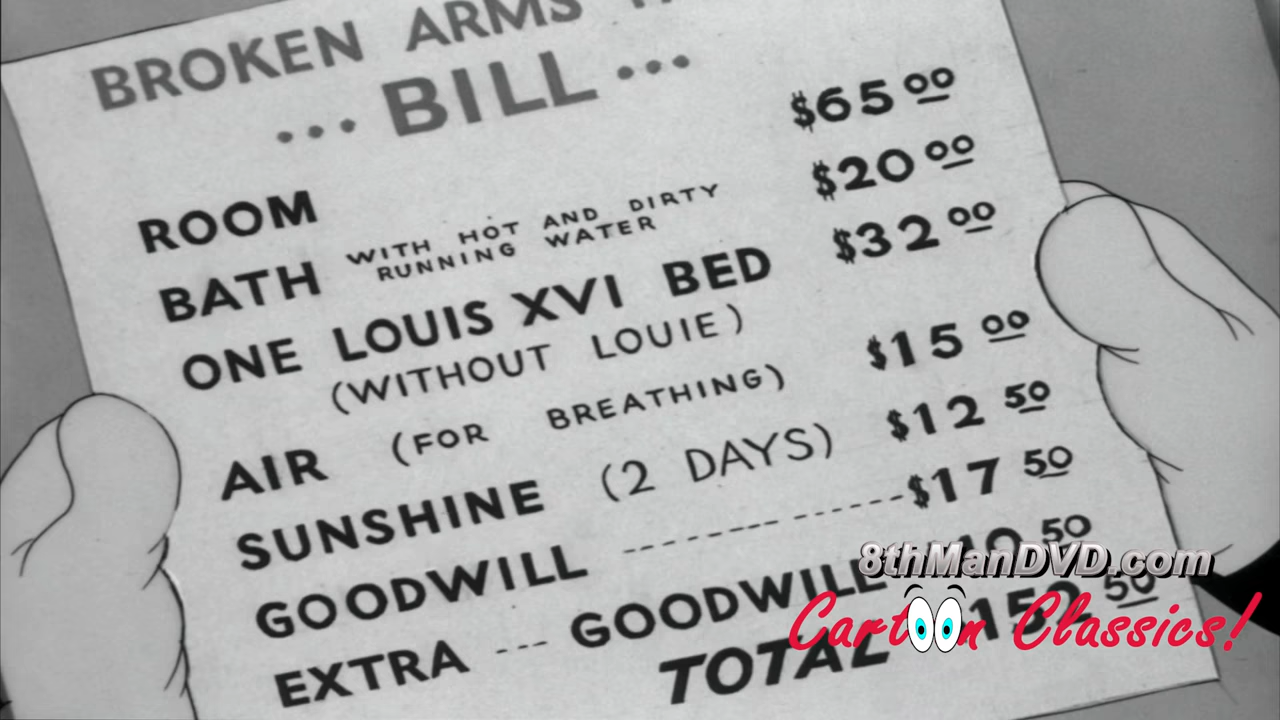 BROKEN ARMS
... BILL ...
ROOM $65 00
BATH WITH HOT AND DIRTY RUNNING WATER $20 00
ONE LOUIS XVI BED $32 00
(WITHOUT LOUIE)
AIR (FOR BREATHING) $15 00
SUNSHINE (2 DAYS) $12 50
GOODWILL ---------- $17 50
EXTRA --- GOODWILL 10 50
TOTAL $152 50
8thManDVD.com
Cartoon Classics!